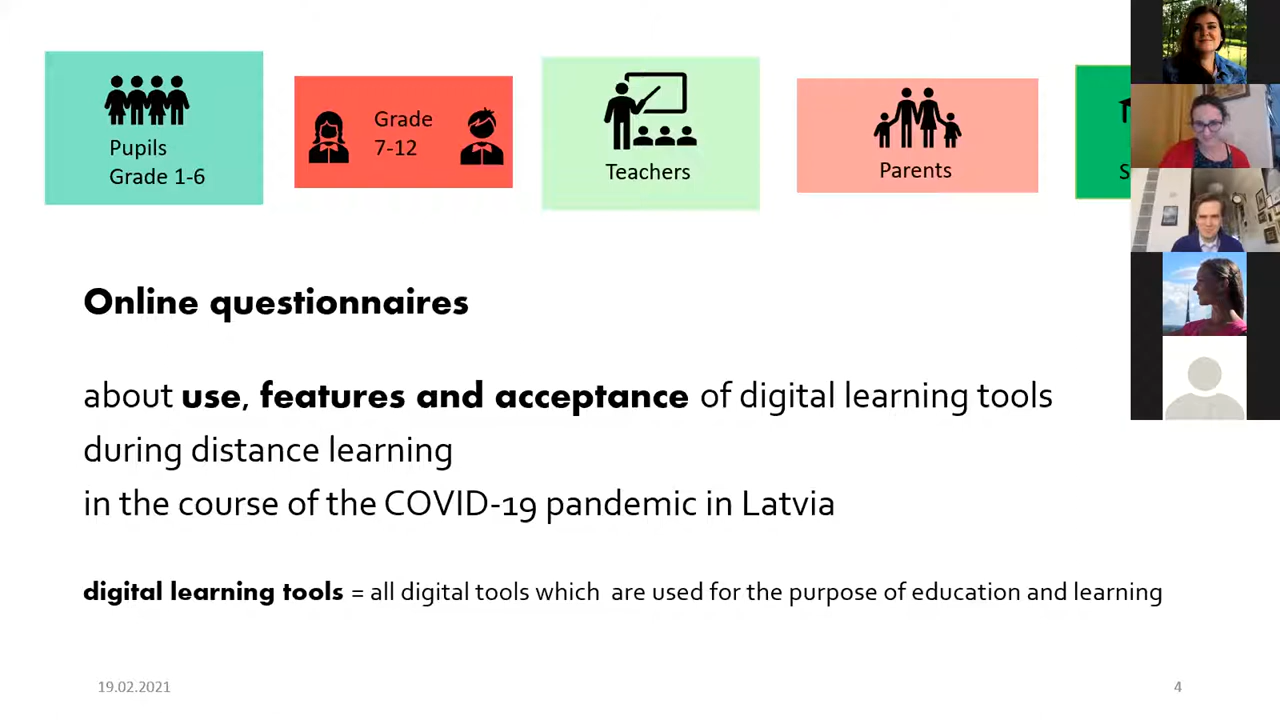 Pupils
Grade 1-6
Grade
7-12
Teachers
Parents
Online questionnaires
about use, features and acceptance of digital learning tools
during distance learning
in the course of the COVID-19 pandemic in Latvia
digital learning tools = all digital tools which are used for the purpose of education and learning
19.02.2021
4